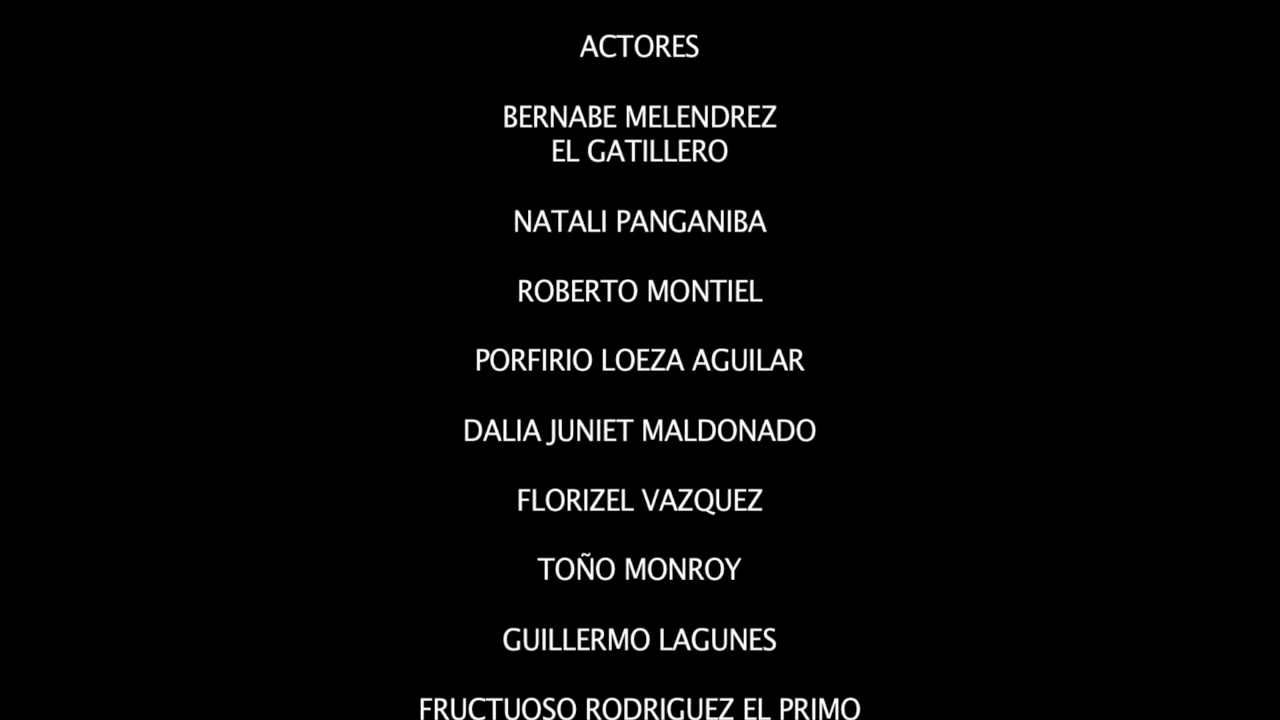 ACTORES
BERNABE MELENDREZ
EL GATILLERO
NATALI PANGANIBA
ROBERTO MONTIEL
PORFIRIO LOEZA AGUILAR
DALIA JUNIET MALDONADO
FLORIZEL VAZQUEZ
TOÑO MONROY
GUILLERMO LAGUNES
FRUCTUOSO RODRIGUEZ EL PRIMO